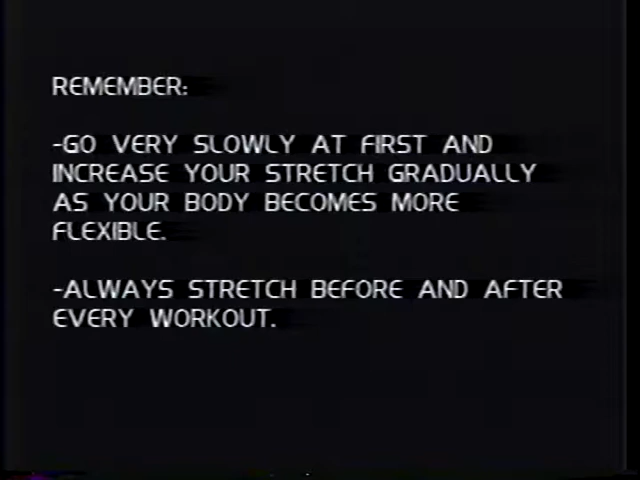 REMEMBER:
-GO VERY SLOWLY AT FIRST AND
INCREASE YOUR STRETCH GRADUALLY
AS YOUR BODY BECOMES MORE
FLEXIBLE.
-ALWAYS STRETCH BEFORE AND AFTER
EVERY WORKOUT.